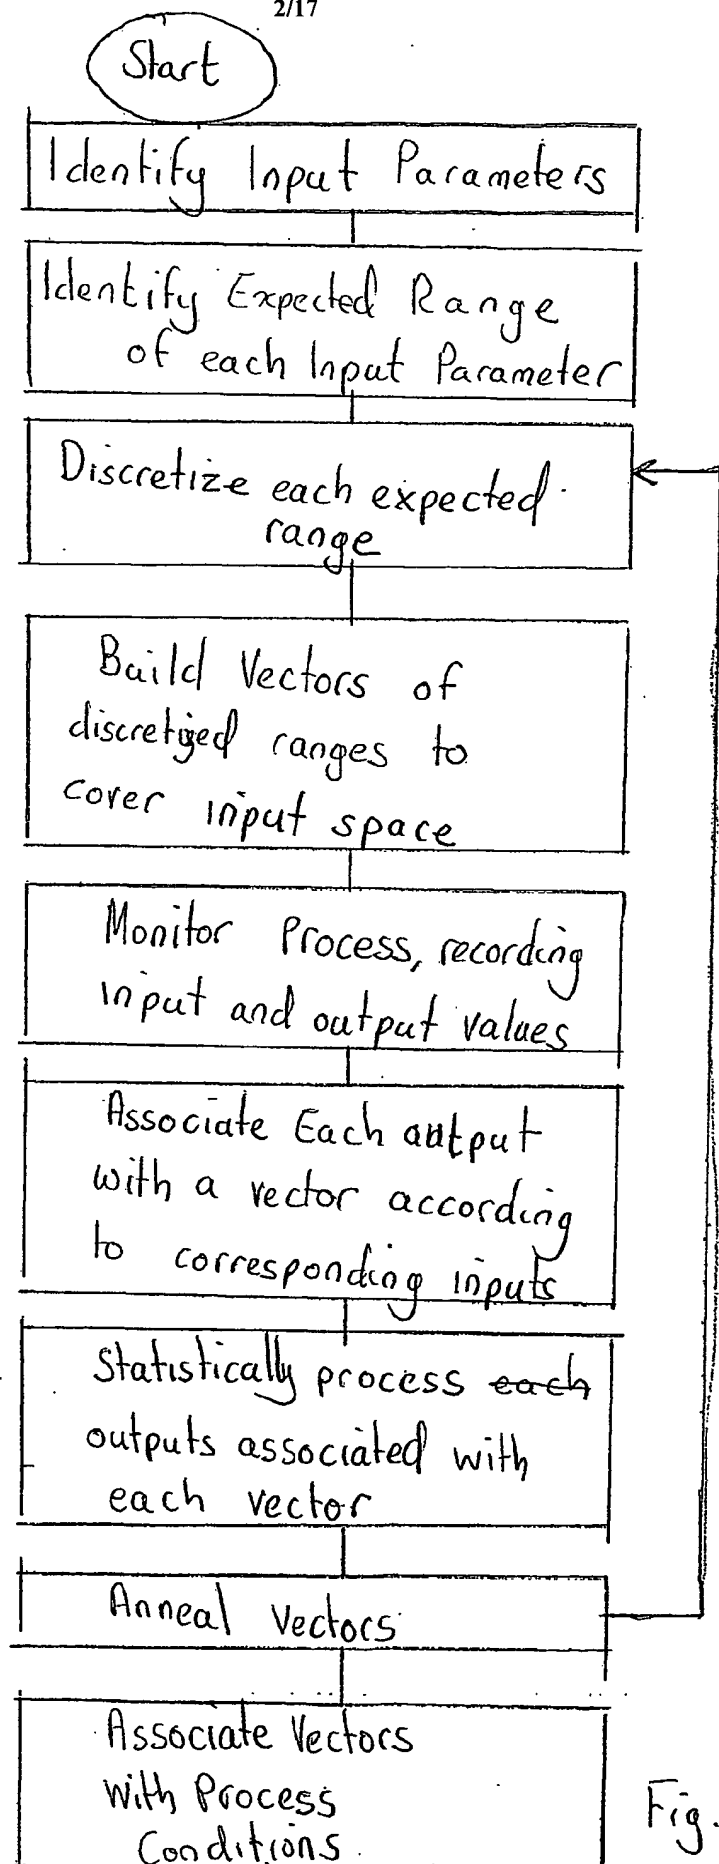 2/17
Start
Identify Input Parameters
Identify Expected Range
of each Input Parameter
Discretize each expected
range
Build Vectors of
discretized ranges to
cover input space
Monitor Process, recording
input and output values
Associate Each output
with a vector according
to corresponding inputs
Statistically process each
outputs associated with
each vector
Anneal Vectors
Associate Vectors
with Process
Conditions
Fig.